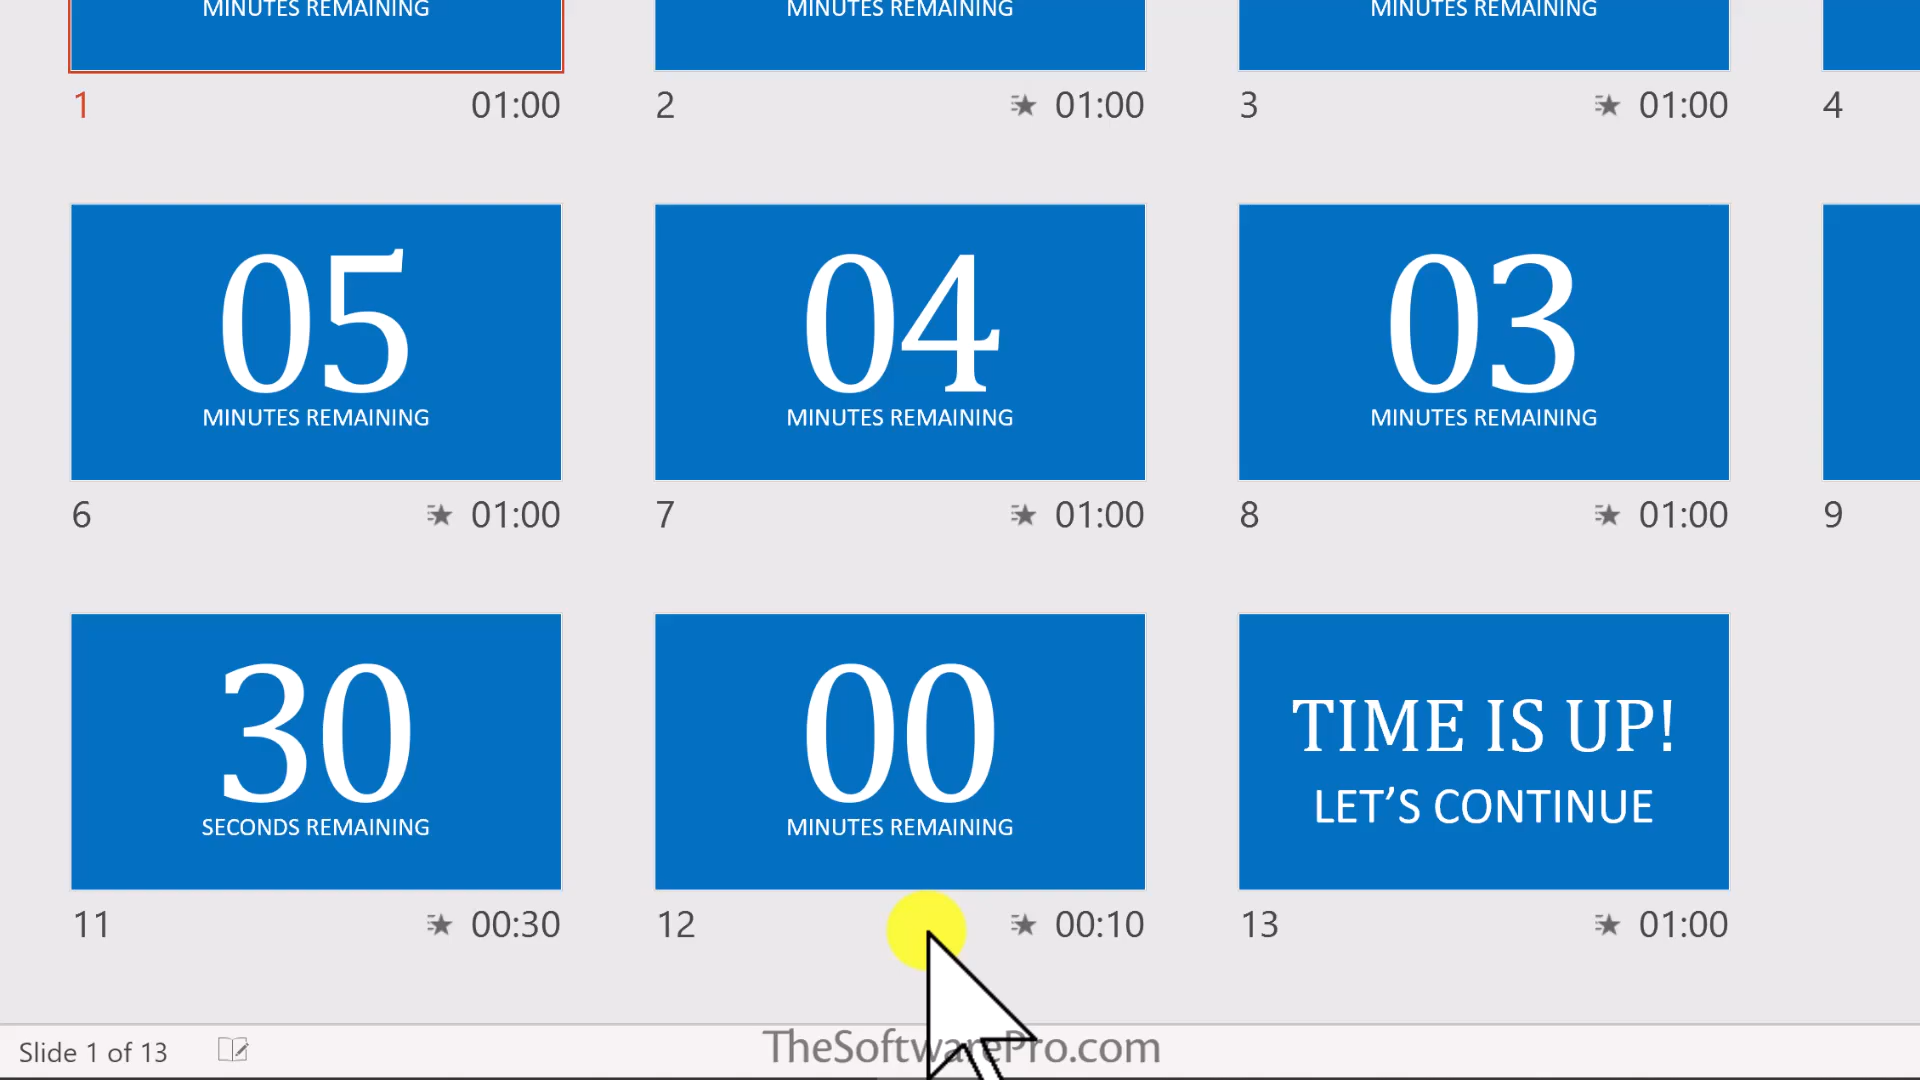 MINUTES REMAINING MINUTES REMAINING MINUTES REMAINING
1 01:00 2 01:00 3 01:00 4
05 04 03
MINUTES REMAINING MINUTES REMAINING MINUTES REMAINING
6 01:00 7 01:00 8 01:00 9
30 00 TIME IS UP!
SECONDS REMAINING MINUTES REMAINING LET’S CONTINUE
11 00:30 12 00:10 13 01:00
Slide 1 of 13 TheSoftwarePro.com